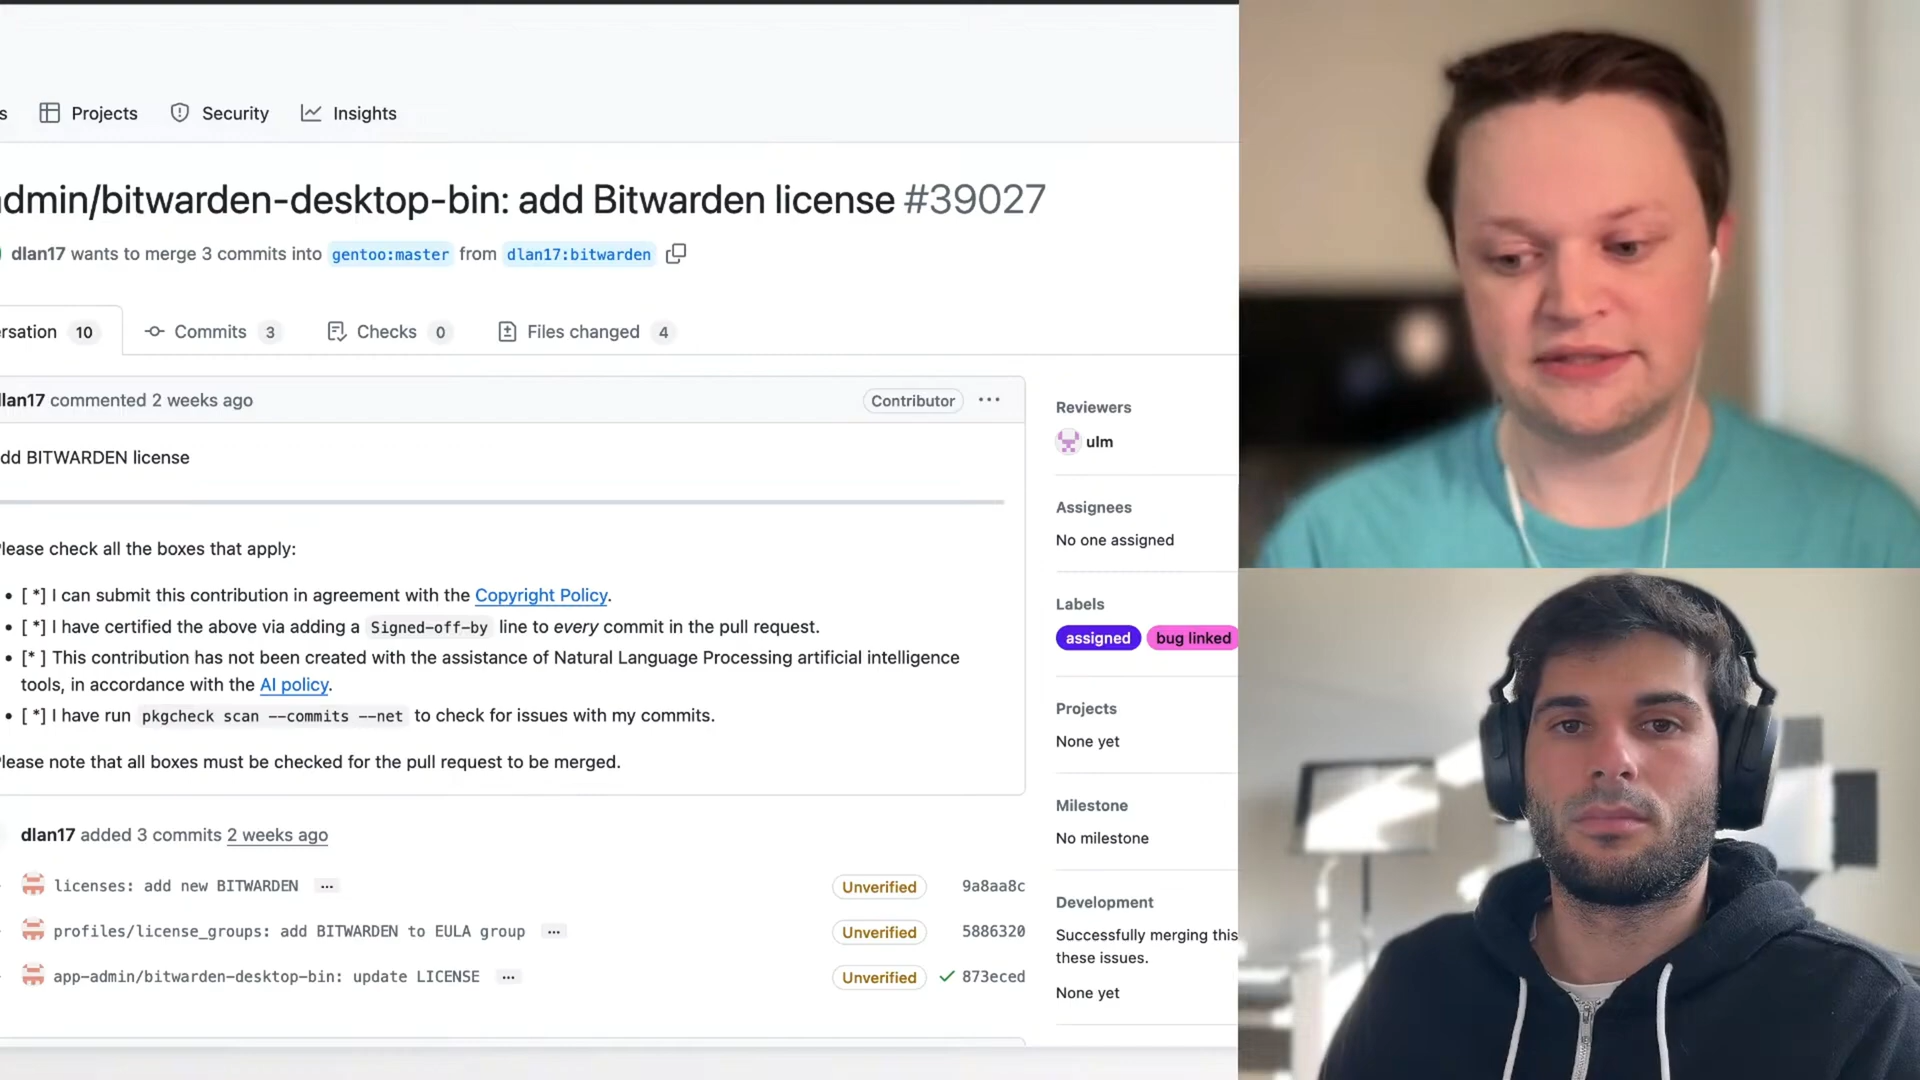 s Projects Security Insights
dmin/bitwarden-desktop-bin: add Bitwarden license #39027
dlan17 wants to merge 3 commits into gentoo:master from dlan17:bitwarden
rsation 10 Commits 3 Checks 0 Files changed 4
lan17 commented 2 weeks ago Contributor ...
dd BITWARDEN license
lease check all the boxes that apply:
• [ *] I can submit this contribution in agreement with the Copyright Policy.
• [ *] I have certified the above via adding a Signed-off-by line to every commit in the pull request.
• [* ] This contribution has not been created with the assistance of Natural Language Processing artificial intelligence
tools, in accordance with the AI policy.
• [ *] I have run pkgcheck scan --commits --net to check for issues with my commits.
lease note that all boxes must be checked for the pull request to be merged.
dlan17 added 3 commits 2 weeks ago
licenses: add new BITWARDEN ... Unverified 9a8aa8c
profiles/license_groups: add BITWARDEN to EULA group ... Unverified 5886320
app-admin/bitwarden-desktop-bin: update LICENSE ... Unverified 873eced
Reviewers
ulm
Assignees
No one assigned
Labels
assigned bug linked
Projects
None yet
Milestone
No milestone
Development
Successfully merging this
these issues.
None yet